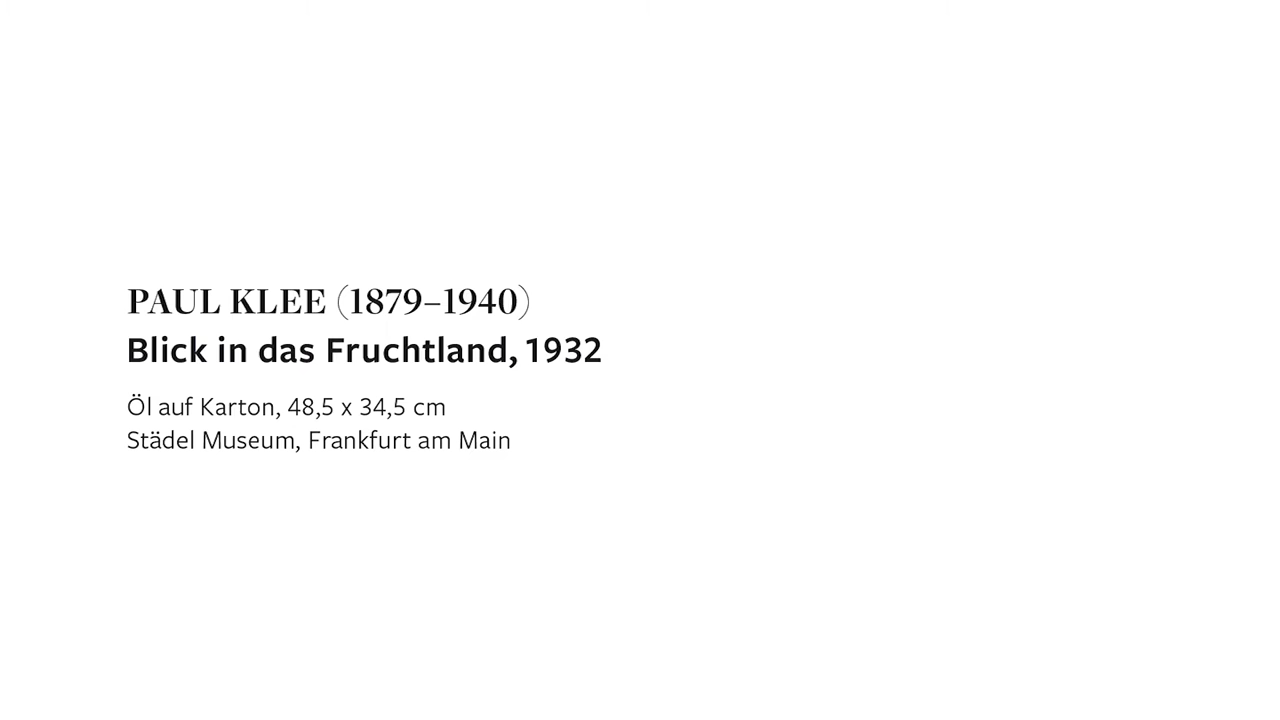 PAUL KLEE (1879–1940)
Blick in das Fruchtland, 1932
Öl auf Karton, 48,5 x 34,5 cm
Städel Museum, Frankfurt am Main